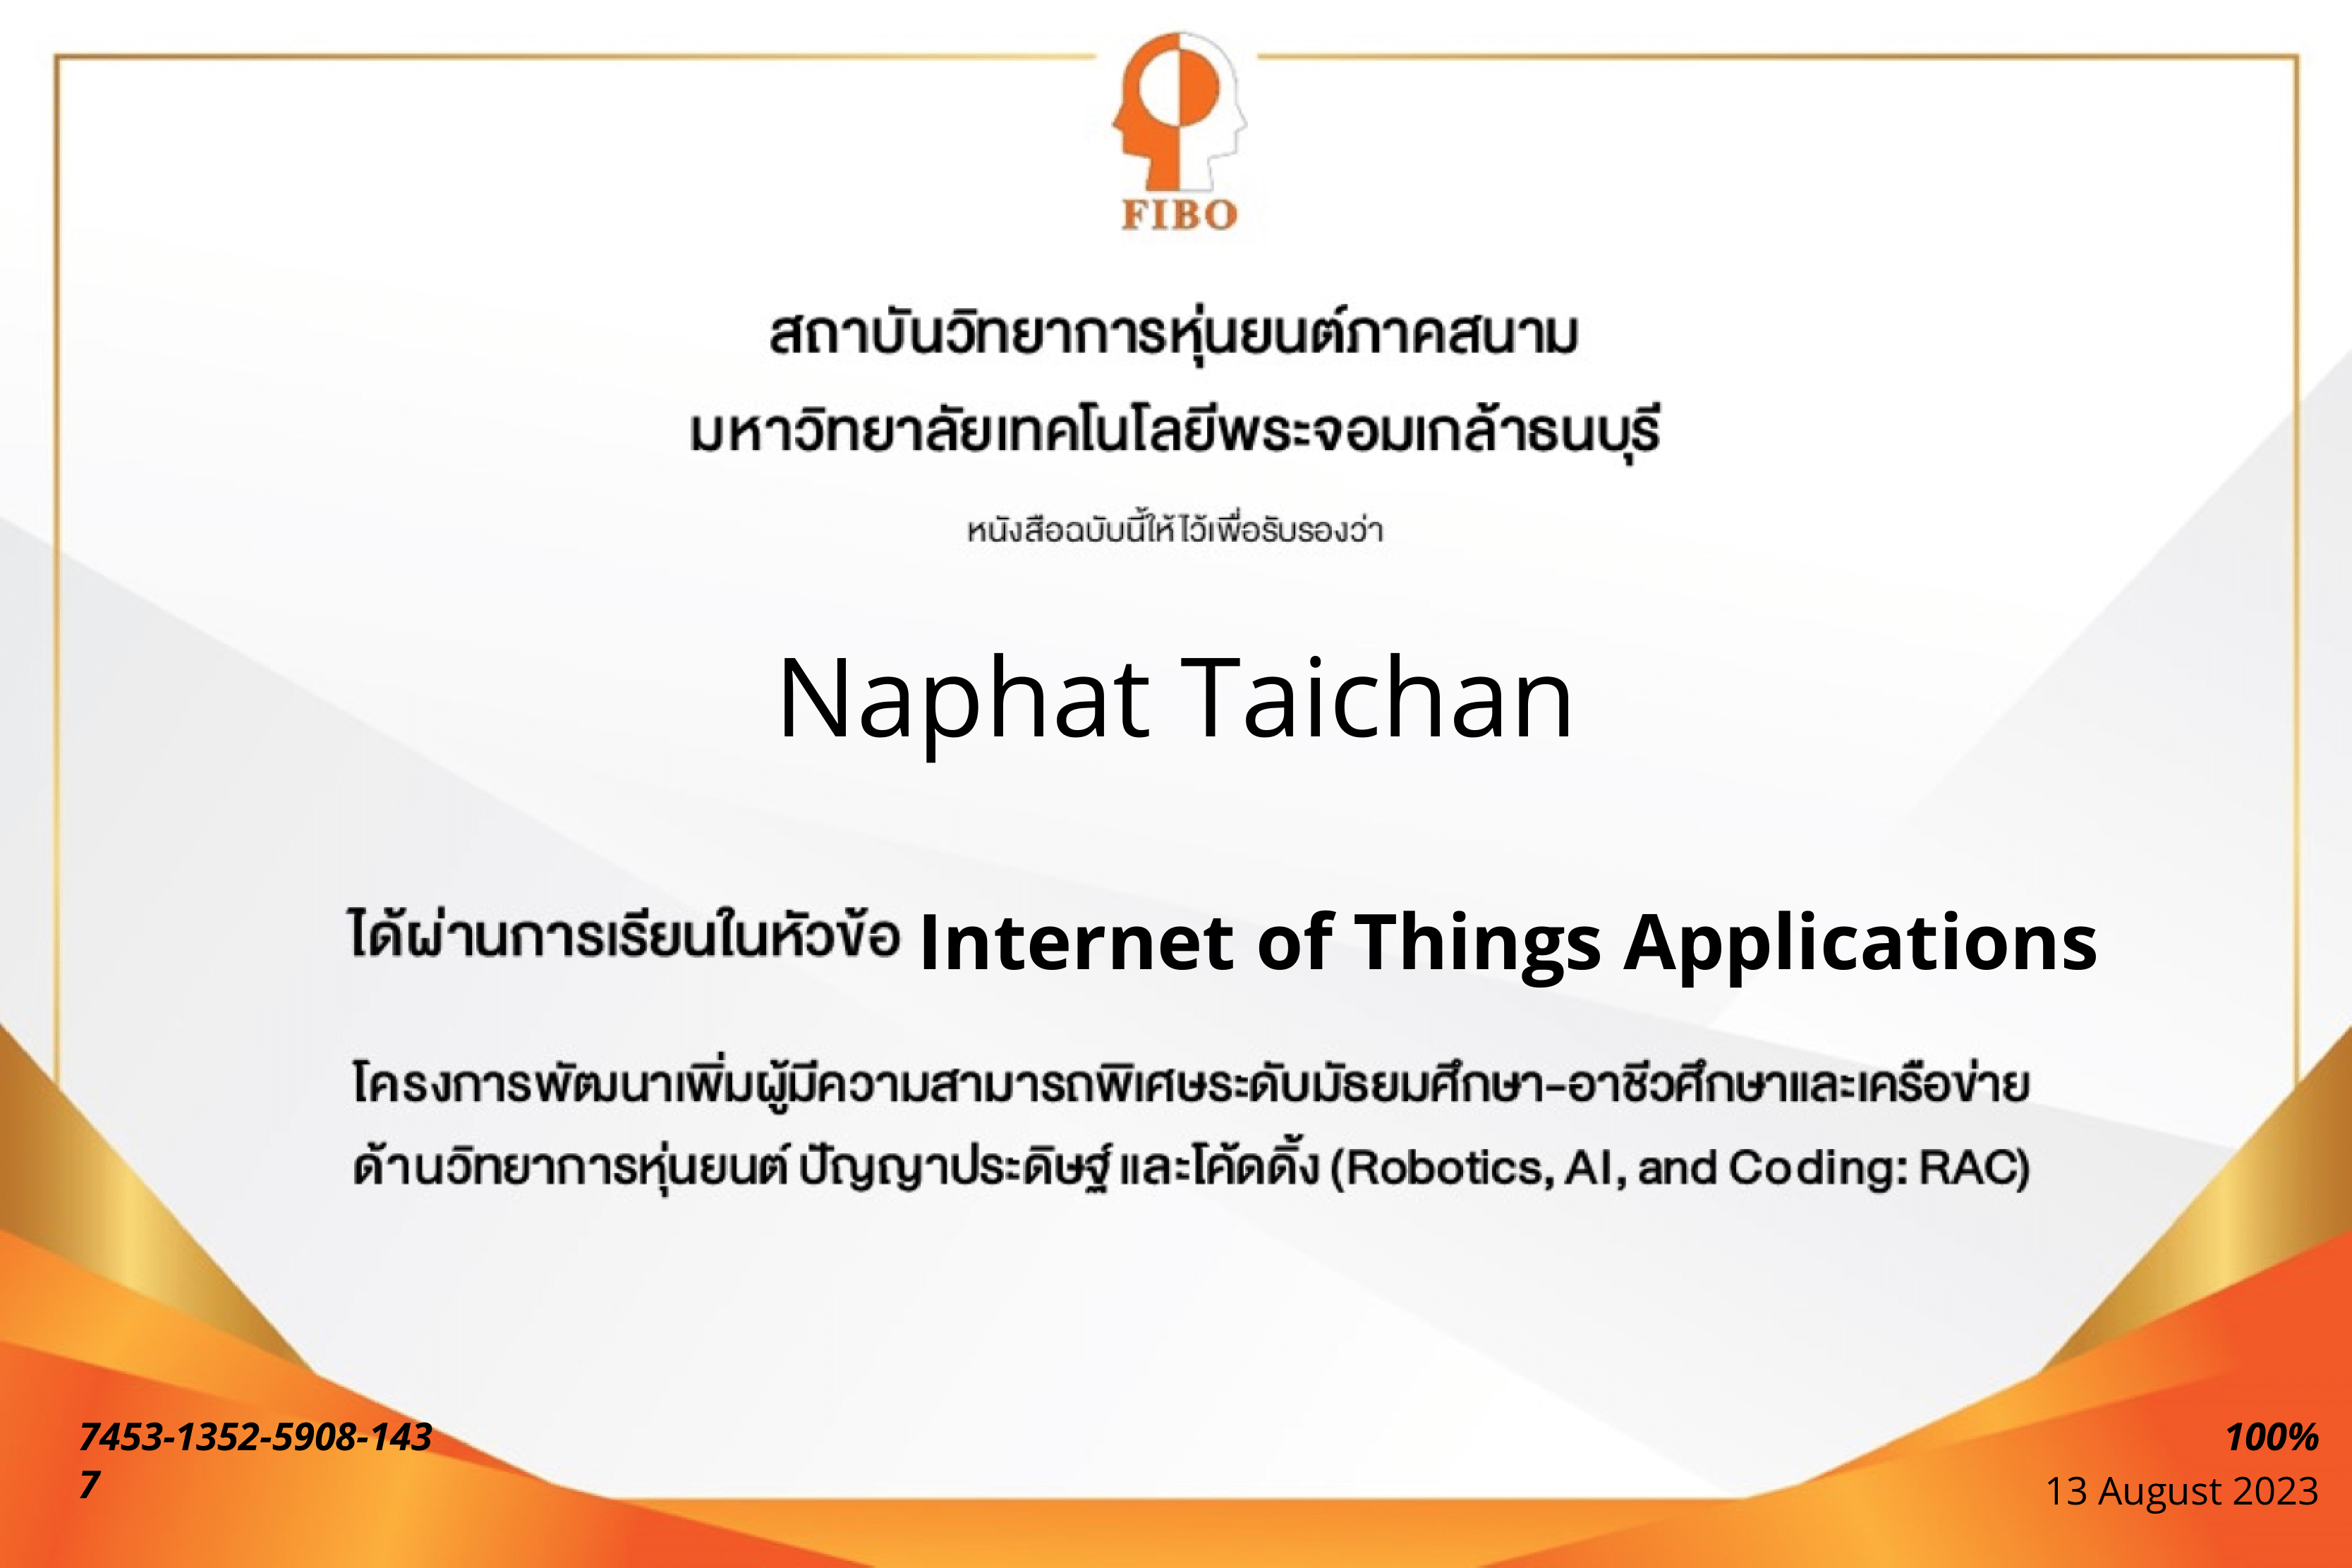 FIBO
สถาบันวิทยาการหุ่นยนต์ภาคสนาม
มหาวิทยาลัยเทคโนโลยีพระจอมเกล้าธนบุรี
หนังสือฉบับนี้ให้ไว้เพื่อรับรองว่า
Naphat Taichan
ได้ผ่านการเรียนในหัวข้อ Internet of Things Applications
โครงการพัฒนาเพิ่มผู้มีความสามารถพิเศษระดับมัธยมศึกษา-อาชีวศึกษาและเครือข่าย
ด้านวิทยาการหุ่นยนต์ ปัญญาประดิษฐ์ และโค้ดดิ้ง (Robotics, AI, and Coding: RAC)
7453-1352-5908-143
7
100%
13 August 2023